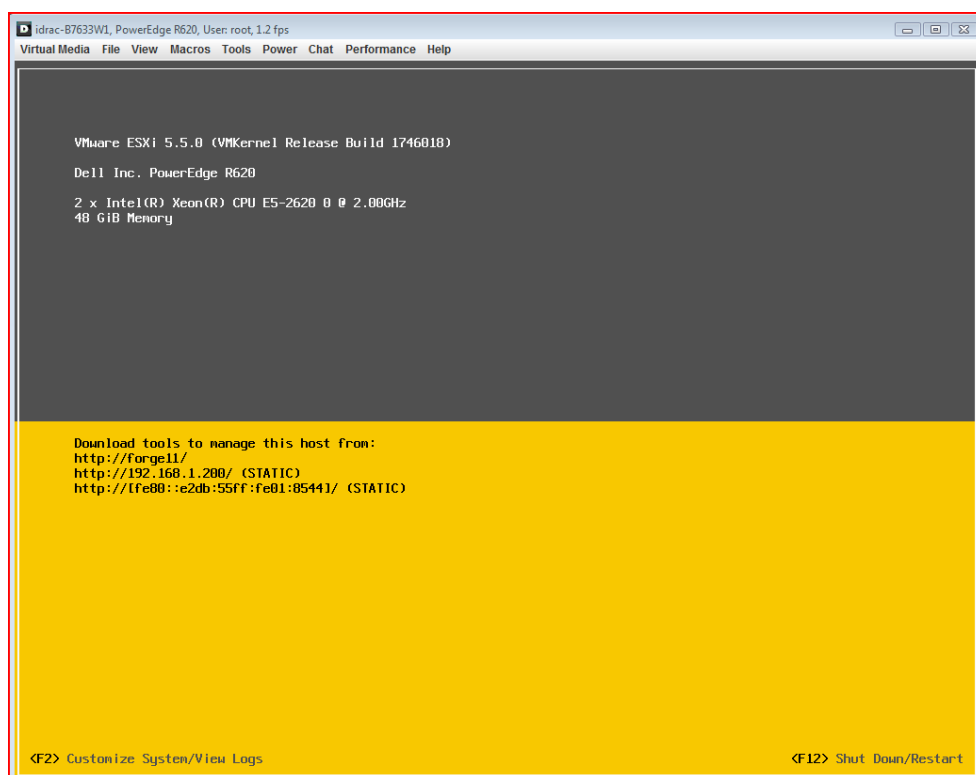 idrac-B7633W1, PowerEdge R620, User: root, 1.2 fps
Virtual Media File View Macros Tools Power Chat Performance Help
VMware ESXi 5.5.0 (VMKernel Release Build 1746018)
Dell Inc. PowerEdge R620
2 x Intel(R) Xeon(R) CPU E5-2620 0 @ 2.00GHz
48 GiB Memory
Download tools to manage this host from:
http://forge11/
http://192.168.1.200/ (STATIC)
http://[fe80::e2db:55ff:fe01:8544]/ (STATIC)
<F2> Customize System/View Logs
<F12> Shut Down/Restart